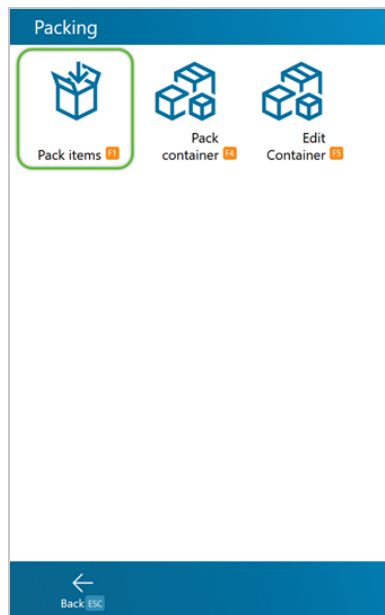 Packing
Pack items F1
Pack
container F4
Edit
Container F5
Back ESC